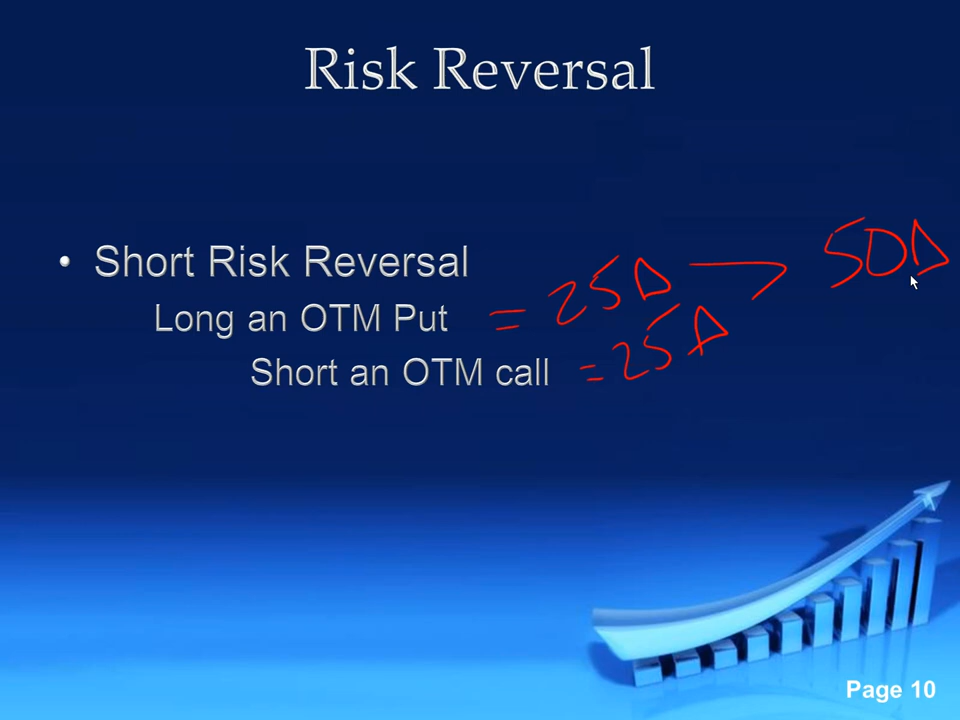 Risk Reversal
• Short Risk Reversal
Long an OTM Put = 25Δ > 50Δ
Short an OTM call = 25Δ
Page 10